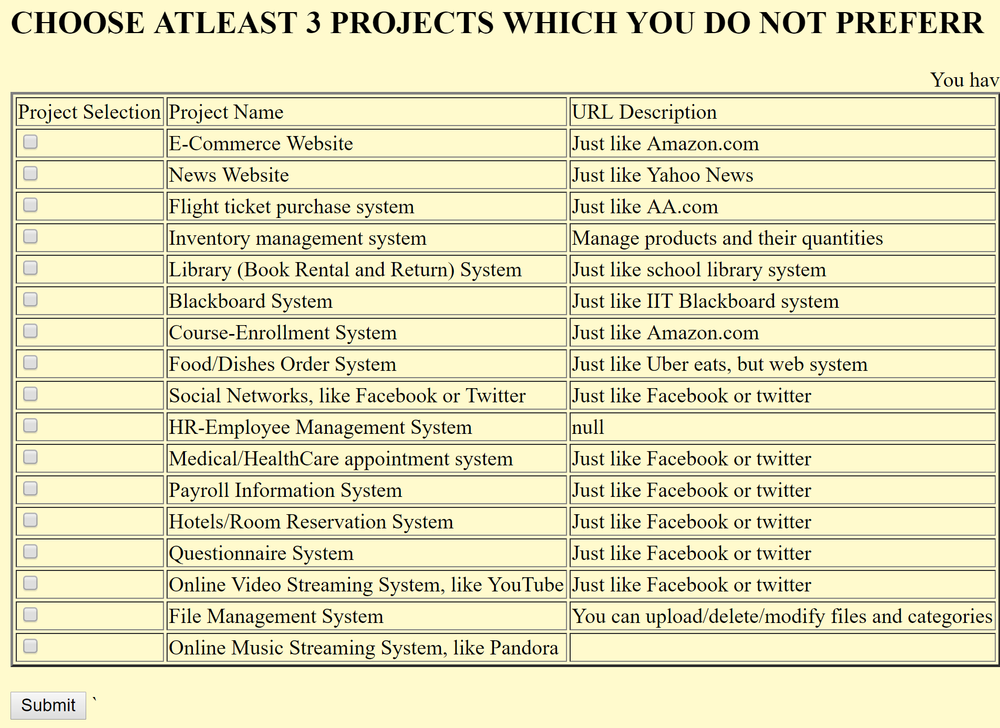 CHOOSE ATLEAST 3 PROJECTS WHICH YOU DO NOT PREFERR
You hav
Project Selection Project Name URL Description
E-Commerce Website Just like Amazon.com
News Website Just like Yahoo News
Flight ticket purchase system Just like AA.com
Inventory management system Manage products and their quantities
Library (Book Rental and Return) System Just like school library system
Blackboard System Just like IIT Blackboard system
Course-Enrollment System Just like Amazon.com
Food/Dishes Order System Just like Uber eats, but web system
Social Networks, like Facebook or Twitter Just like Facebook or twitter
HR-Employee Management System null
Medical/HealthCare appointment system Just like Facebook or twitter
Payroll Information System Just like Facebook or twitter
Hotels/Room Reservation System Just like Facebook or twitter
Questionnaire System Just like Facebook or twitter
Online Video Streaming System, like YouTube Just like Facebook or twitter
File Management System You can upload/delete/modify files and categories
Online Music Streaming System, like Pandora
Submit `